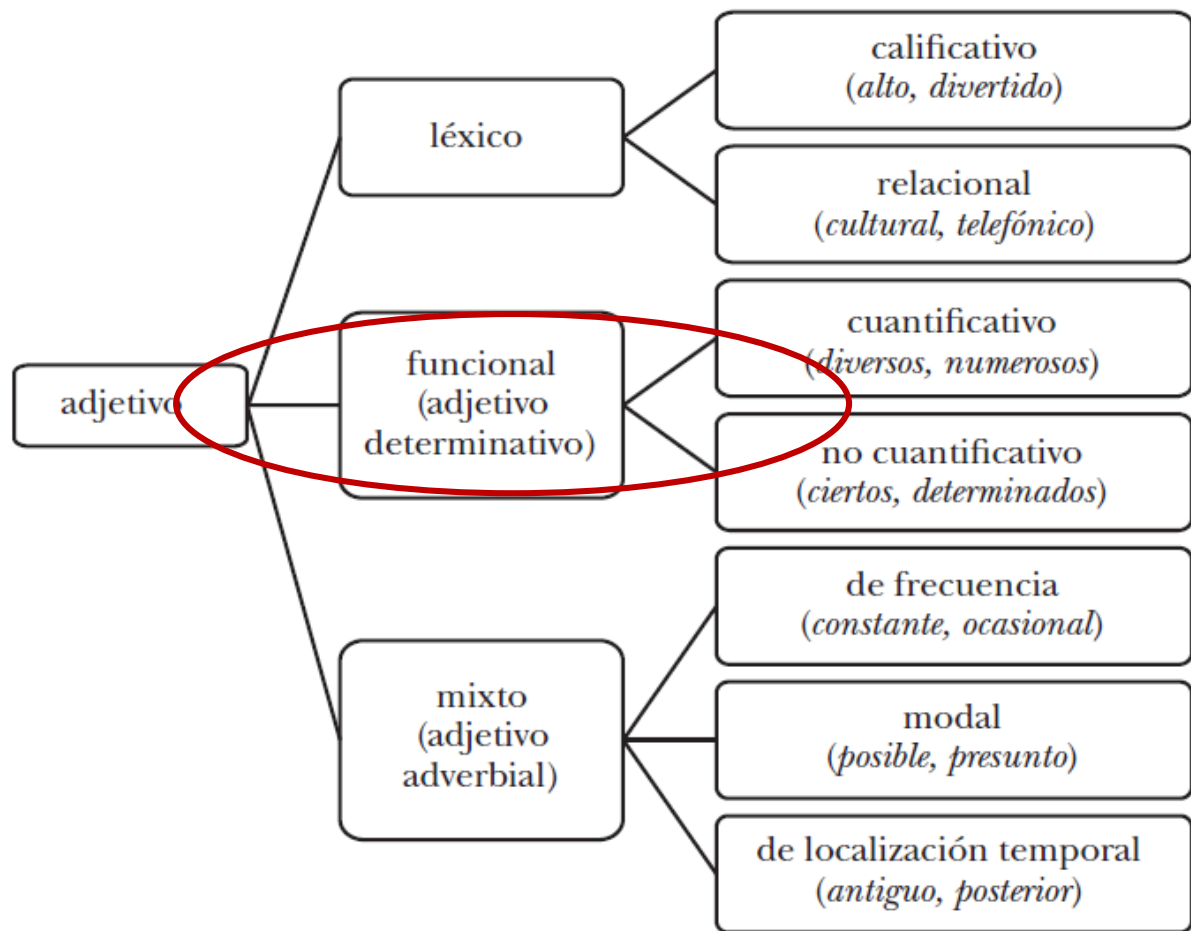 adjetivo
léxico
calificativo
(alto, divertido)
relacional
(cultural, telefónico)
funcional
(adjetivo
determinativo)
cuantificativo
(diversos, numerosos)
no cuantificativo
(ciertos, determinados)
mixto
(adjetivo
adverbial)
de frecuencia
(constante, ocasional)
modal
(posible, presunto)
de localización temporal
(antiguo, posterior)